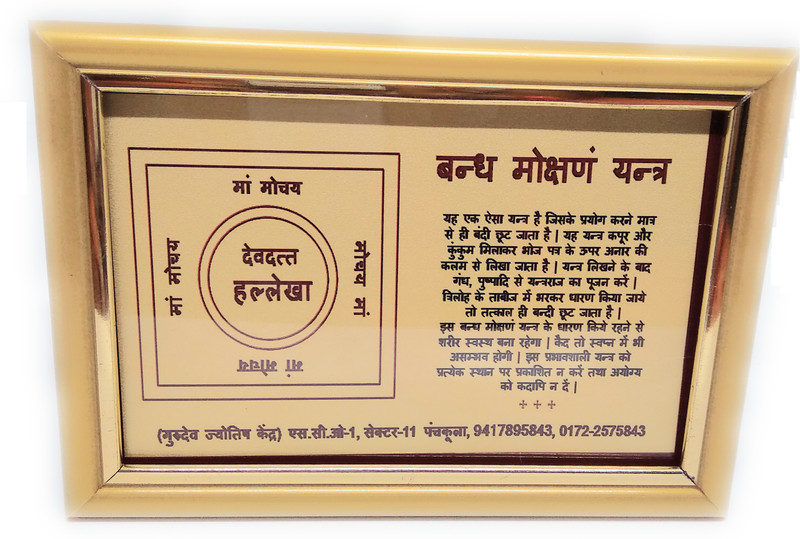 बन्ध मोक्षणं यन्त्र
मां मोचय
मां मोचय
देवदत्त
हल्लेखा
मोचय मां
मां मोचय
यह एक ऐसा यन्त्र है जिसके प्रयोग करने मात्र
से ही बंदी छूट जाता है | यह यन्त्र कपूर और
कुंकुम मिलाकर भोज पत्र के ऊपर अनार की
कलम से लिखा जाता है | यन्त्र लिखने के बाद
गंध, पुष्पादि से यन्त्रराज का पूजन करें |
त्रिलोह के ताबीज में भरकर धारण किया जाये
तो तत्काल ही बन्दी छूट जाता है |
इस बन्ध मोक्षणं यन्त्र के धारण किये रहने से
शरीर स्वस्थ बना रहेगा | कैद तो स्वप्न में भी
असम्भव होगी | इस प्रभावशाली यन्त्र को
प्रत्येक स्थान पर प्रकाशित न करें तथा अयोग्य
को कदापि न दें |
(गुरुदेव ज्योतिष केंद्र) एस.सी.ओ-1, सेक्टर-11 पंचकूला, 9417895843, 0172-2575843